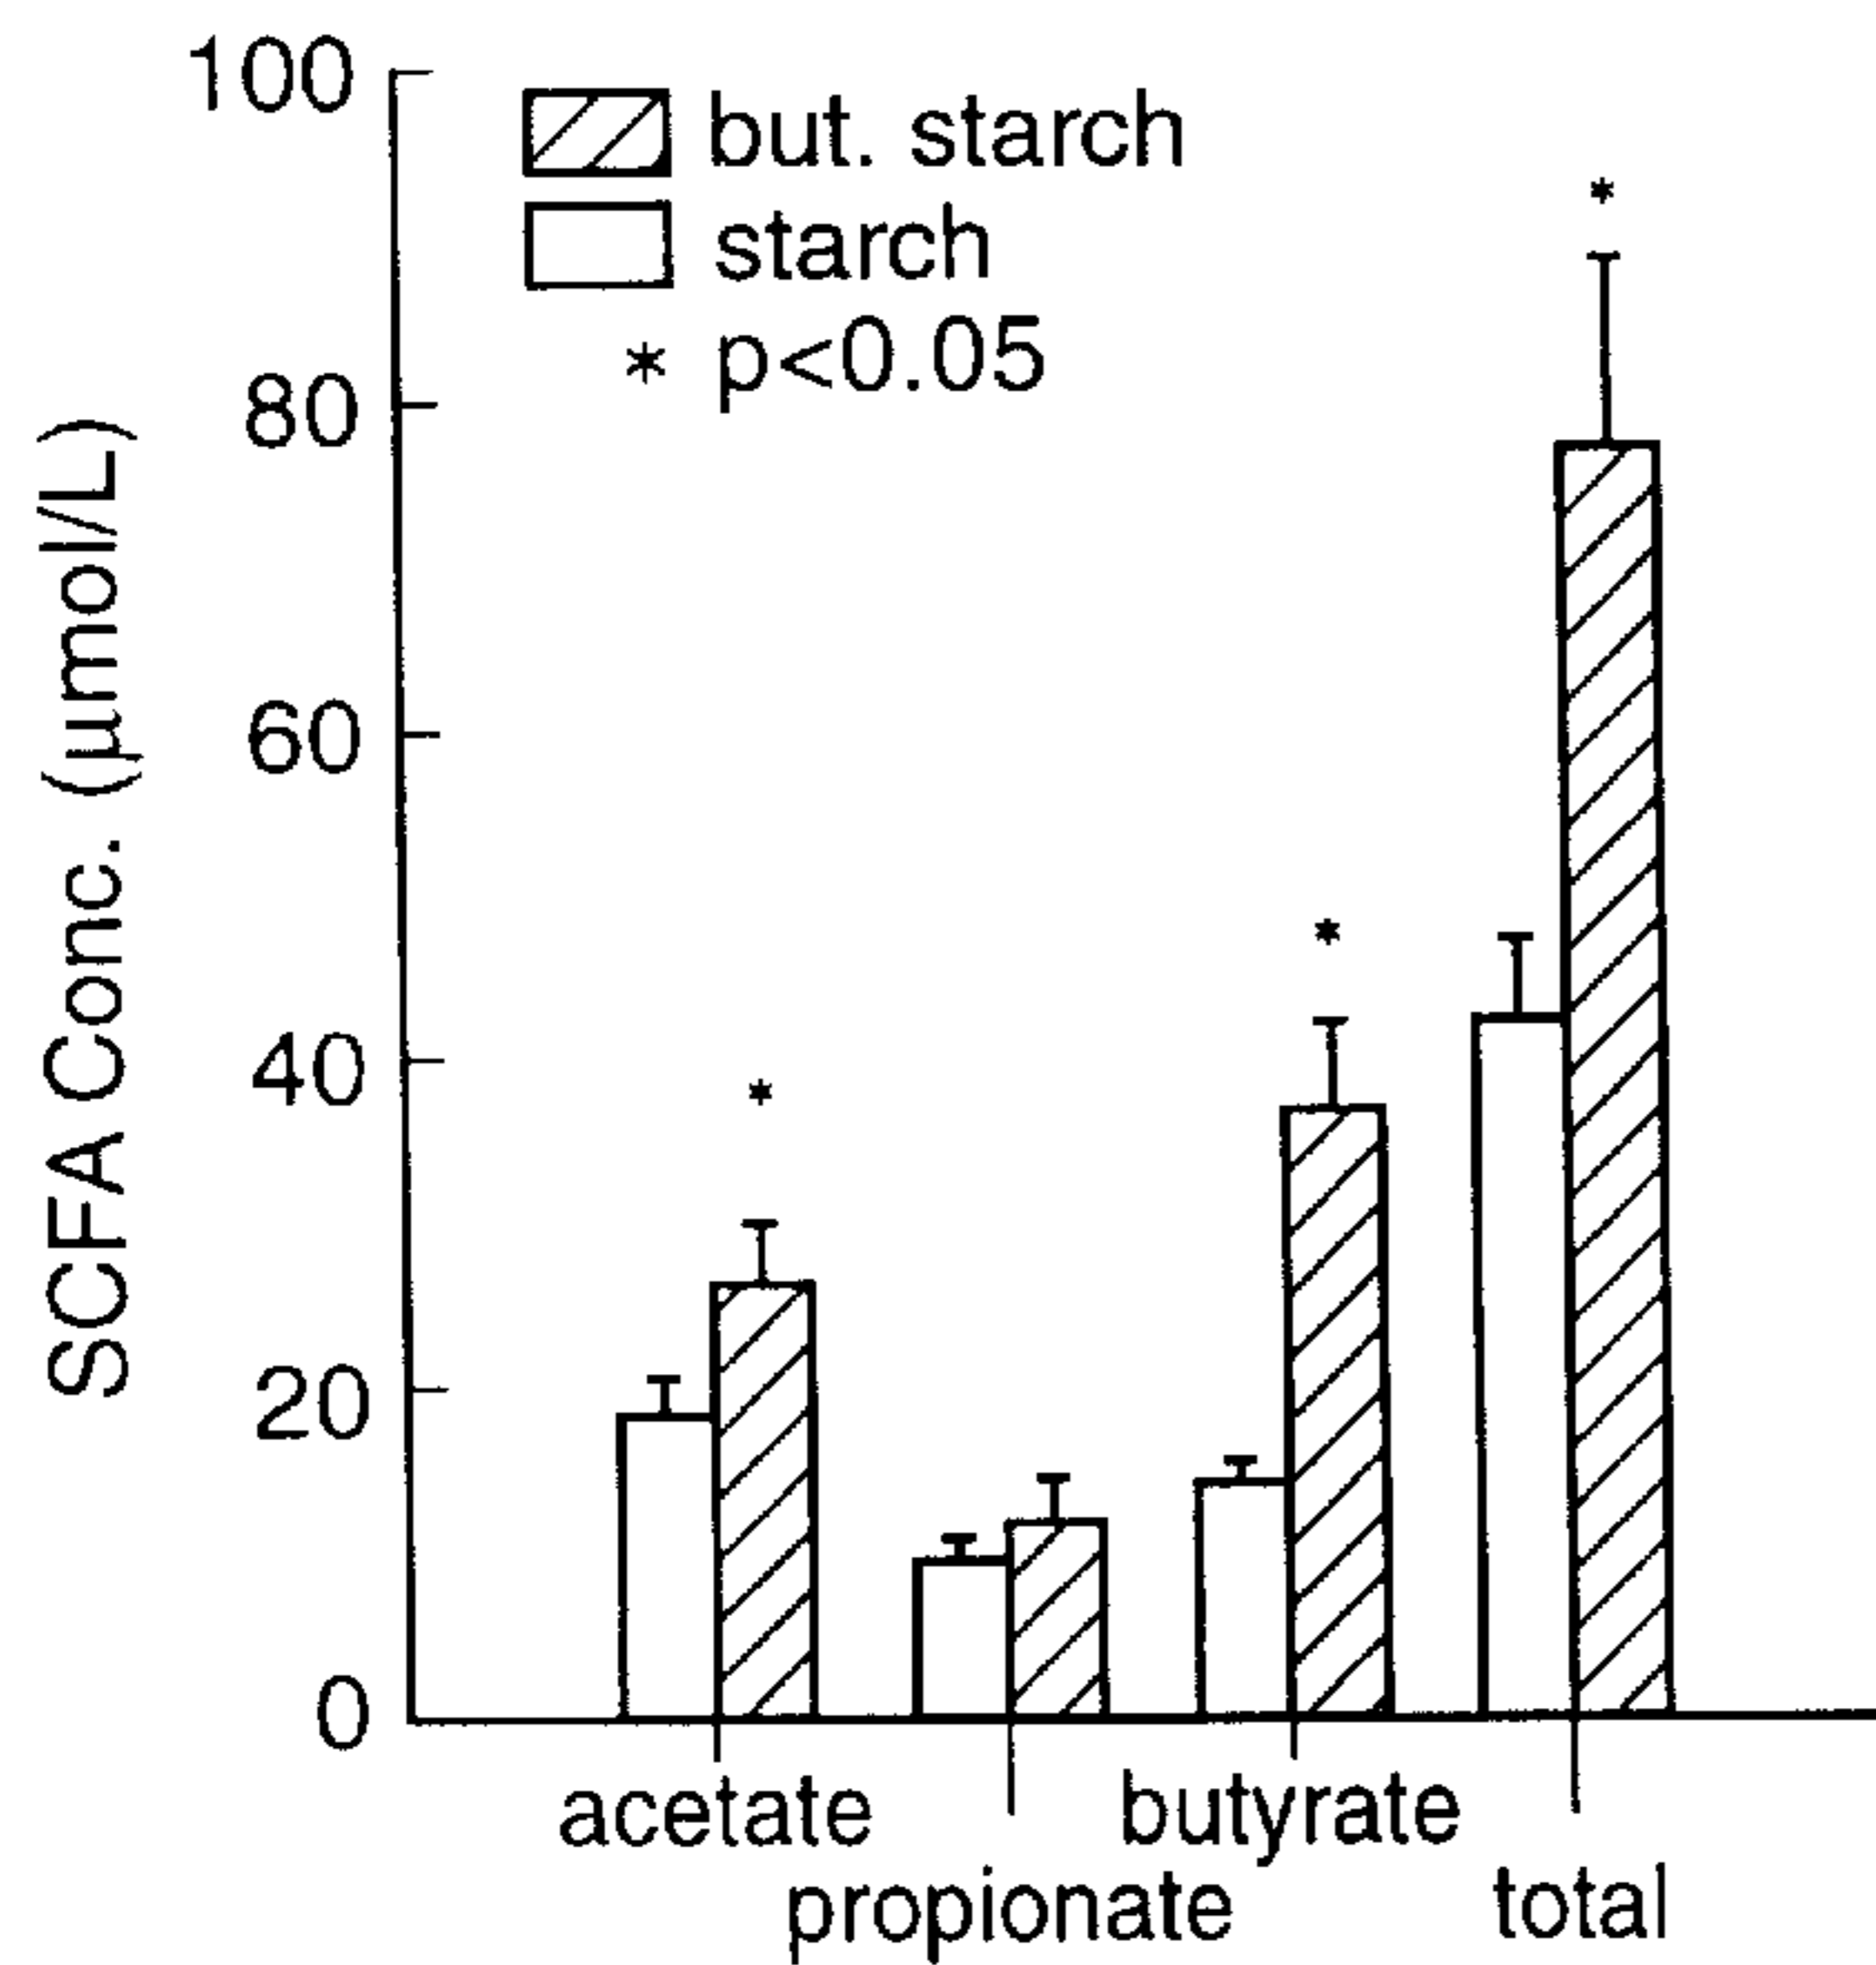 100
but. starch
starch
* p<0.05
80
60
40
20
0
SCFA Conc. (µmol/L)
*
*
*
acetate
butyrate
propionate
total